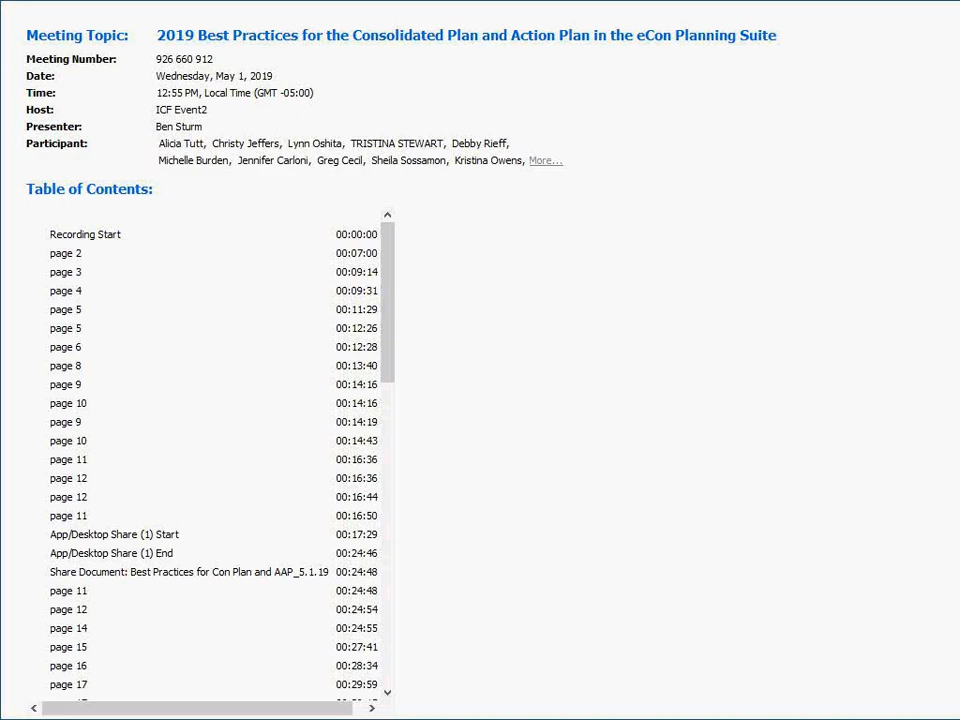 Meeting Topic: 2019 Best Practices for the Consolidated Plan and Action Plan in the eCon Planning Suite
Meeting Number: 926 660 912
Date: Wednesday, May 1, 2019
Time: 12:55 PM, Local Time (GMT -05:00)
Host: ICF Event2
Presenter: Ben Sturm
Participant: Alicia Tutt, Christy Jeffers, Lynn Oshita, TRISTINA STEWART, Debby Rieff,
Michelle Burden, Jennifer Carloni, Greg Cecil, Sheila Sossamon, Kristina Owens, More...
Table of Contents:
Recording Start 00:00:00
page 2 00:07:00
page 3 00:09:14
page 4 00:09:31
page 5 00:11:29
page 5 00:12:26
page 6 00:12:28
page 8 00:13:40
page 9 00:14:16
page 10 00:14:16
page 9 00:14:19
page 10 00:14:43
page 11 00:16:36
page 12 00:16:36
page 12 00:16:44
page 11 00:16:50
App/Desktop Share (1) Start 00:17:29
App/Desktop Share (1) End 00:24:46
Share Document: Best Practices for Con Plan and AAP_5.1.19 00:24:48
page 11 00:24:48
page 12 00:24:54
page 14 00:24:55
page 15 00:27:41
page 16 00:28:34
page 17 00:29:59